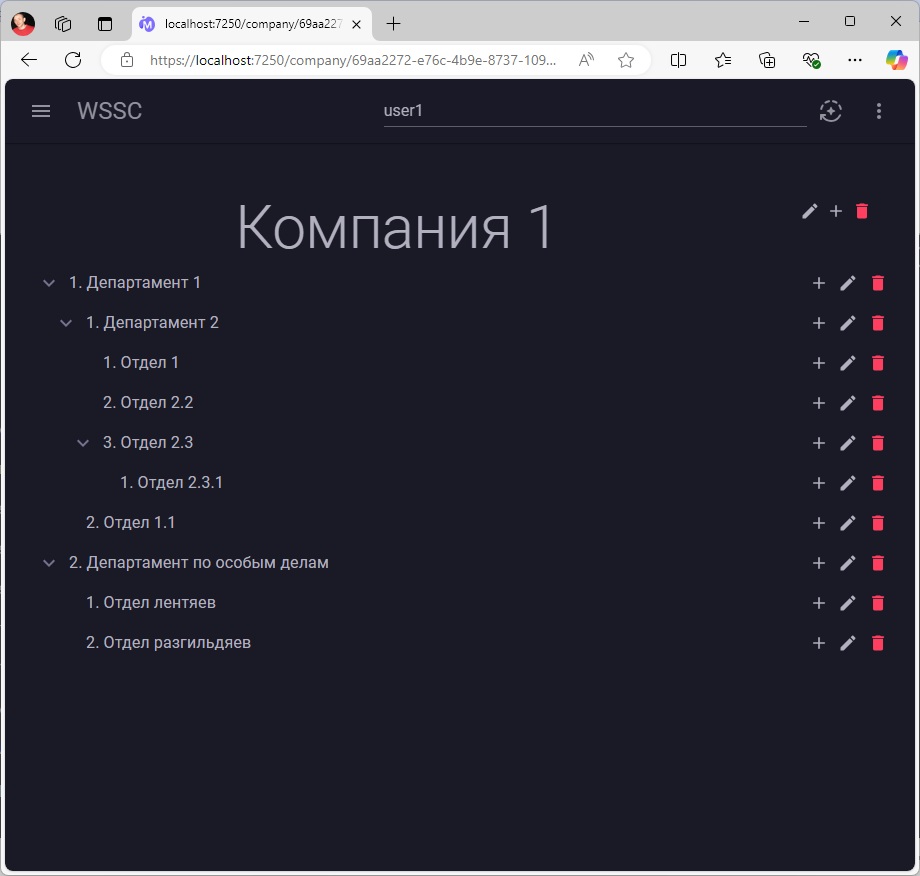 localhost:7250/company/69aa227
https://localhost:7250/company/69aa2272-e76c-4b9e-8737-109...
WSSC
user1
Компания 1
1. Департамент 1
1. Департамент 2
1. Отдел 1
2. Отдел 2.2
3. Отдел 2.3
1. Отдел 2.3.1
2. Отдел 1.1
2. Департамент по особым делам
1. Отдел лентяев
2. Отдел разгильдяев